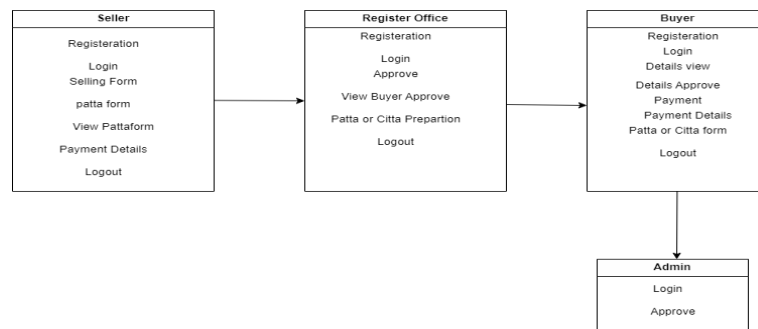 Seller
Registeration
Login
Selling Form
patta form
View Pattaform
Payment Details
Logout
Register Office
Registeration
Login
Approve
View Buyer Approve
Patta or Citta Prepartion
Logout
Buyer
Registeration
Login
Details view
Details Approve
Payment
Payment Details
Patta or Citta form
Logout
Admin
Login
Approve